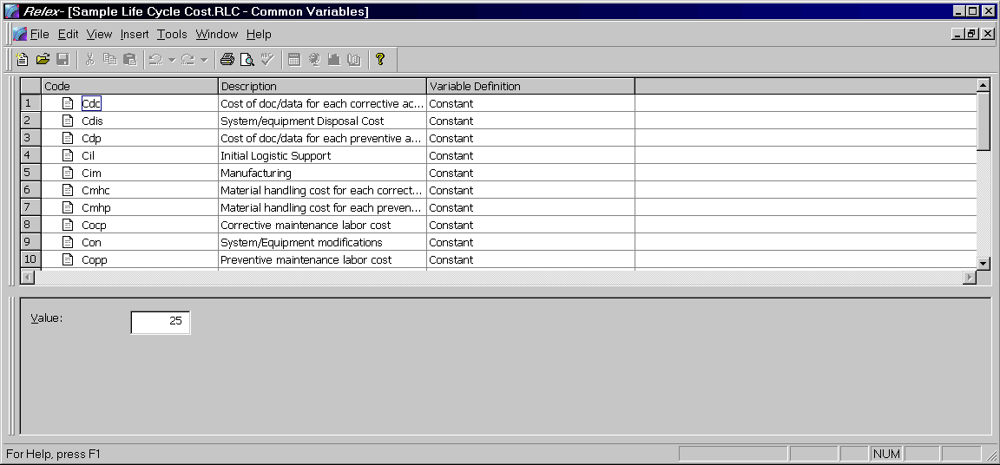 Relex - [Sample Life Cycle Cost.RLC - Common Variables]
File Edit View Insert Tools Window Help
Code Description Variable Definition
1 Cdc Cost of doc/data for each corrective ac... Constant
2 Cdis System/equipment Disposal Cost Constant
3 Cdp Cost of doc/data for each preventive a... Constant
4 Cil Initial Logistic Support Constant
5 Cim Manufacturing Constant
6 Cmhc Material handling cost for each correct... Constant
7 Cmhp Material handling cost for each preven... Constant
8 Cocp Corrective maintenance labor cost Constant
9 Con System/Equipment modifications Constant
10 Copp Preventive maintenance labor cost Constant
Value: 25
For Help, press F1 NUM